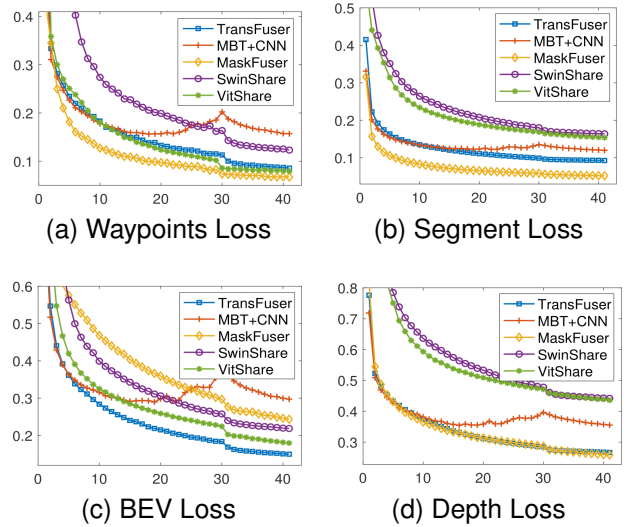 0.4
0.3
0.2
0.1
0 10 20 30 40
TransFuser
MBT+CNN
MaskFuser
SwinShare
VitShare
(a) Waypoints Loss
0.5
0.4
0.3
0.2
0.1
0 10 20 30 40
TransFuser
MBT+CNN
MaskFuser
SwinShare
VitShare
(b) Segment Loss
0.6
0.5
0.4
0.3
0.2
0 10 20 30 40
TransFuser
MBT+CNN
MaskFuser
SwinShare
VitShare
(c) BEV Loss
0.8
0.7
0.6
0.5
0.4
0.3
0 10 20 30 40
TransFuser
MBT+CNN
MaskFuser
SwinShare
VitShare
(d) Depth Loss